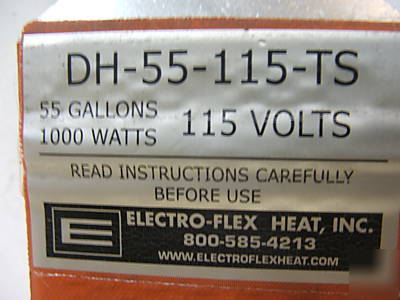 DH-55-115-TS
55 GALLONS
1000 WATTS 115 VOLTS
READ INSTRUCTIONS CAREFULLY
BEFORE USE
E ELECTRO-FLEX HEAT, INC.
800-585-4213
WWW.ELECTROFLEXHEAT.COM